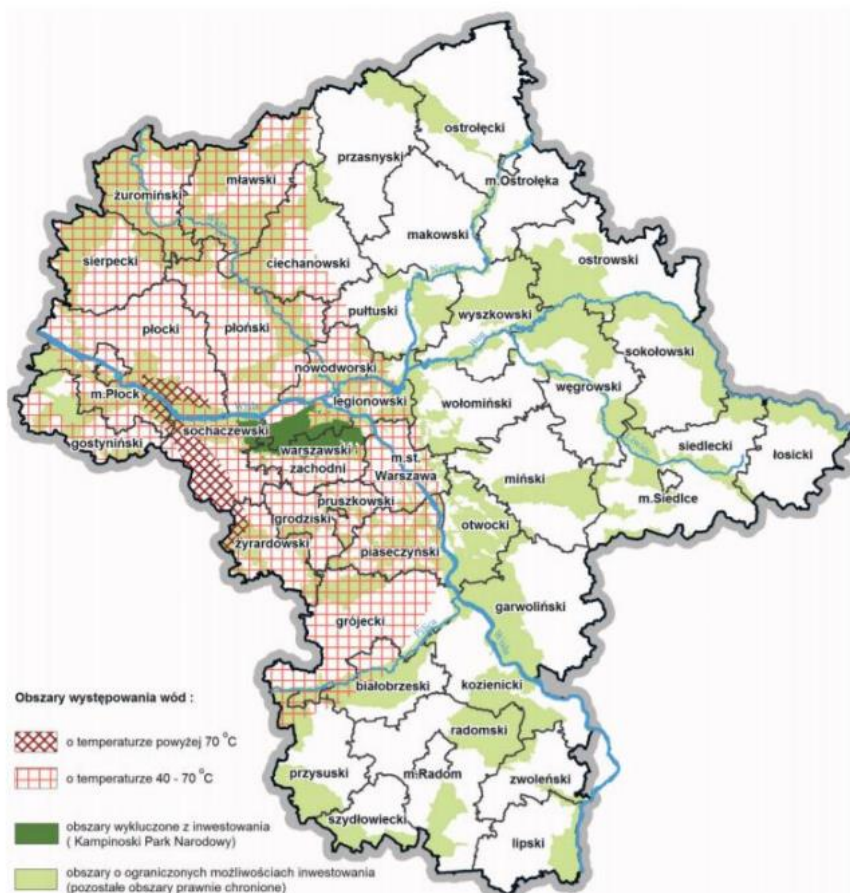 ostrołęcki
przasnyski
m.Ostrołęka
mławski
żuromiński
makowski
ciechanowski
sierpecki
ostrowski
pułtuski
wyszkowski
płocki
płoński
sokołowski
nowodworski
węgrowski
m.Płock
legionowski
wołomiński
sochaczewski
gostyniński
siedlecki
łosicki
warszawski
zachodni
m.st.
Warszawa
miński
m.Siedlce
pruszkowski
grodziski
otwocki
żyrardowski
piaseczyński
garwoliński
grójecki
Pilica
białobrzeski
kozienicki
radomski
przysuski
m.Radom
zwoleński
szydłowiecki
lipski
Obszary występowania wód :
o temperaturze powyżej 70 °C
o temperaturze 40 - 70 °C
obszary wykluczone z inwestowania
( Kampinoski Park Narodowy)
obszary o ograniczonych możliwościach inwestowania
(pozostałe obszary prawnie chronione)